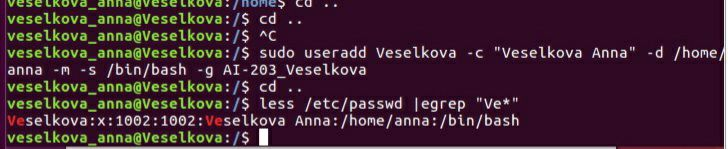 veselkova_anna@Veselkova:/home$ cd ..
veselkova_anna@Veselkova:/$ cd ..
veselkova_anna@Veselkova:/$ ^C
veselkova_anna@Veselkova:/$ sudo useradd Veselkova -c "Veselkova Anna" -d /home/
anna -m -s /bin/bash -g AI-203_Veselkova
veselkova_anna@Veselkova:/$ cd ..
veselkova_anna@Veselkova:/$ less /etc/passwd |egrep "Ve*"
Veselkova:x:1002:1002:Veselkova Anna:/home/anna:/bin/bash
veselkova_anna@Veselkova:/$